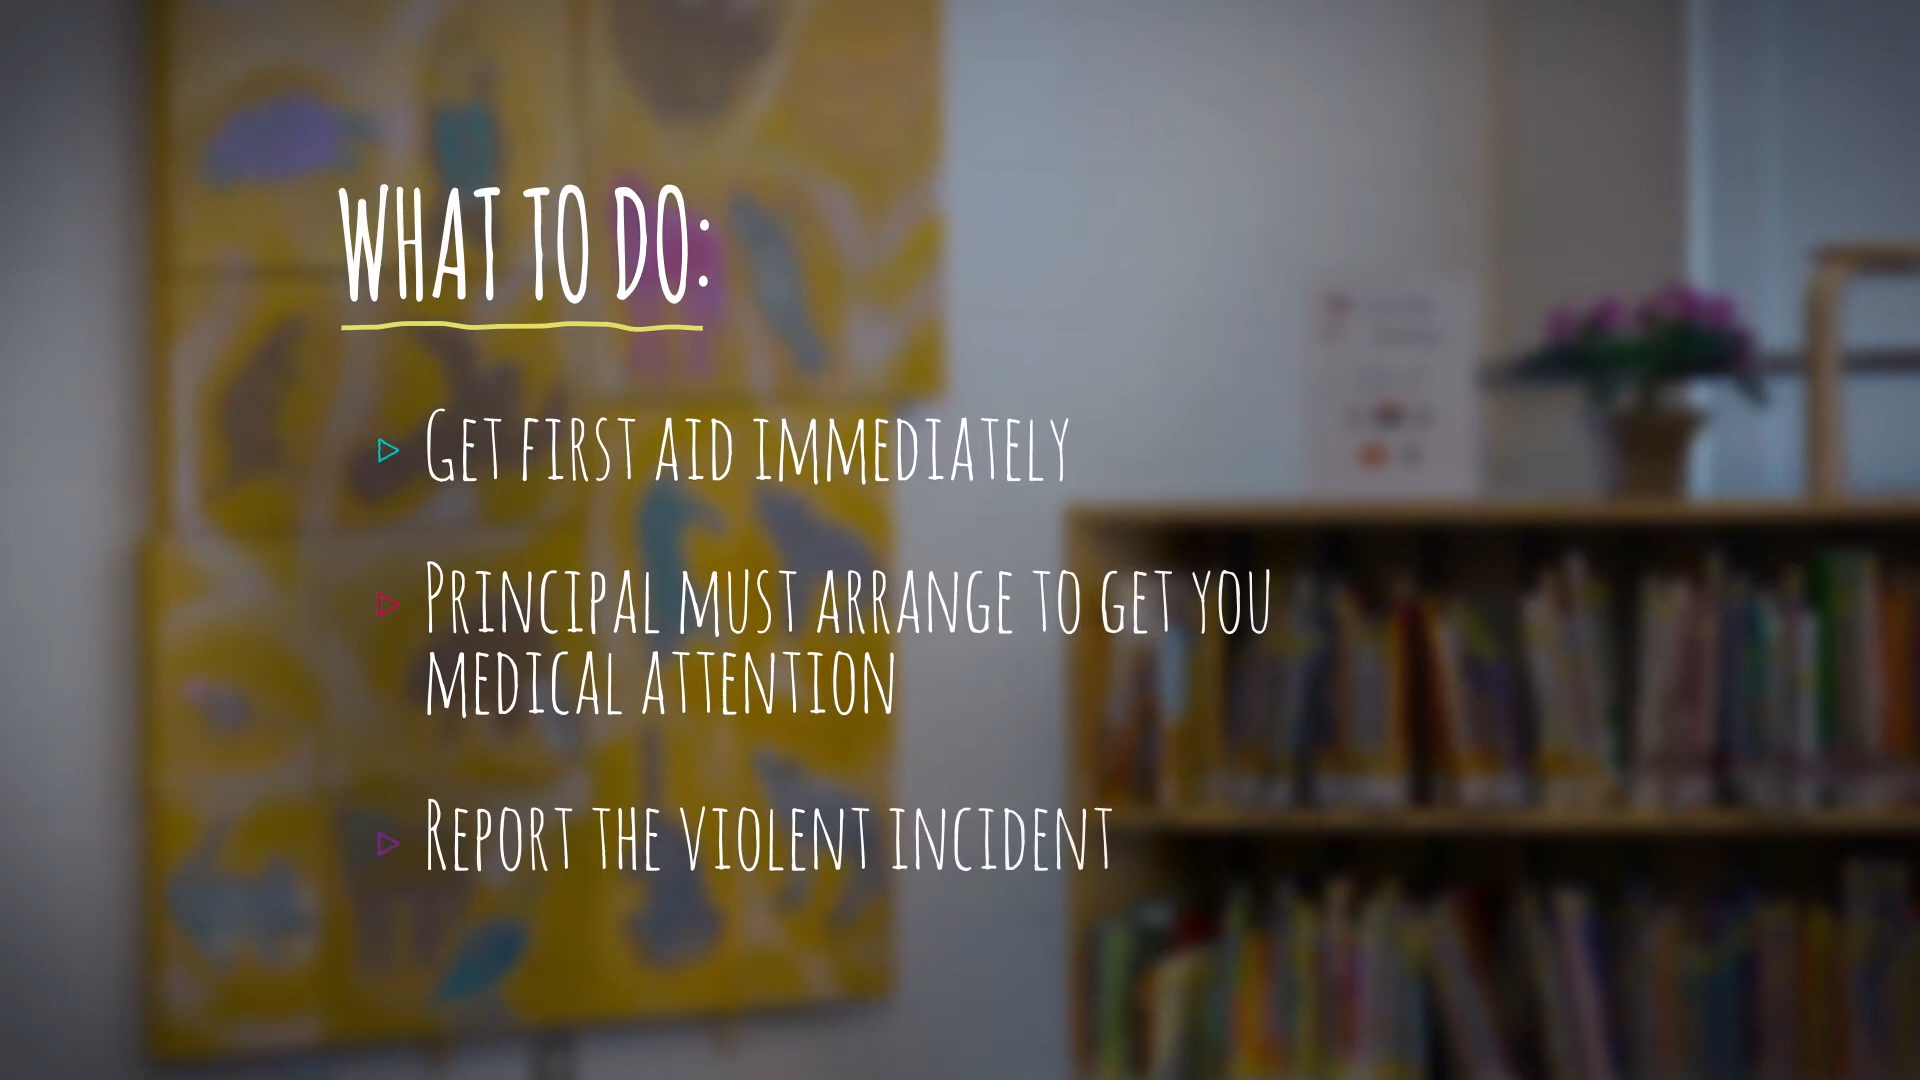 WHAT TO DO:
GET FIRST AID IMMEDIATELY
PRINCIPAL MUST ARRANGE TO GET YOU
MEDICAL ATTENTION
REPORT THE VIOLENT INCIDENT